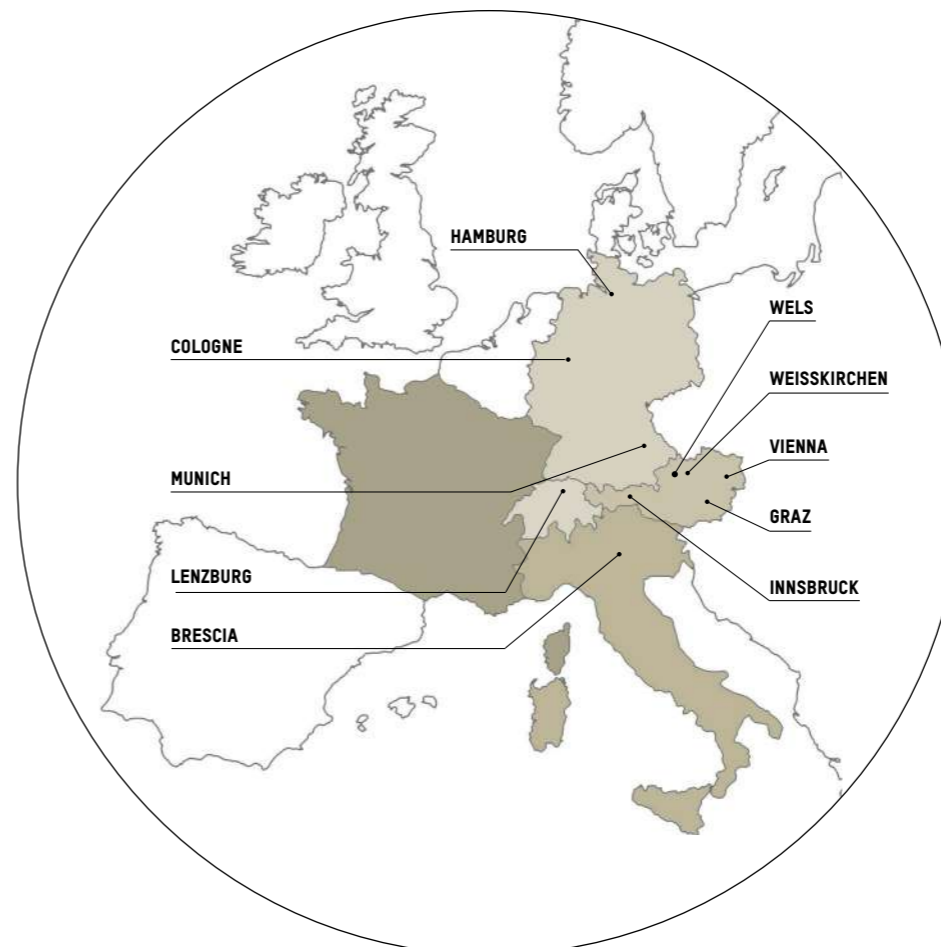 HAMBURG
WELS
COLOGNE
WEISSKIRCHEN
VIENNA
MUNICH
GRAZ
LENZBURG
INNSBRUCK
BRESCIA